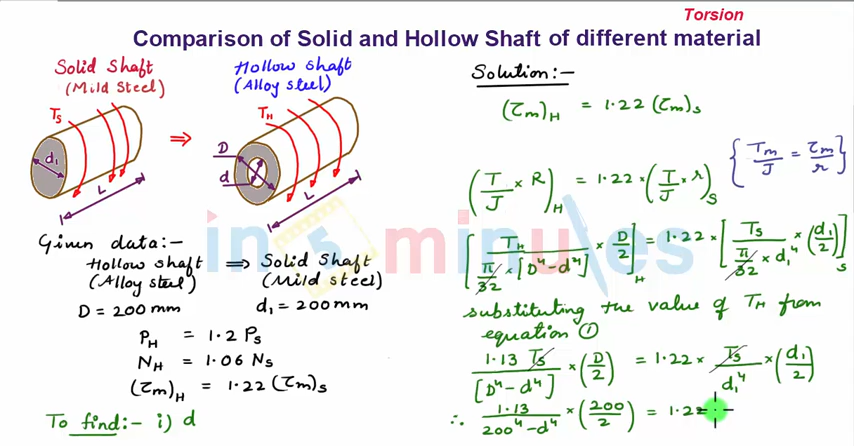 Torsion
Comparison of Solid and Hollow Shaft of different material
Solid Shaft
(Mild Steel)
Hollow shaft
(Alloy steel)
Ts
⇒
TH
d₁
L
D
d
L
Given data:-
Hollow shaft ⇒ Solid Shaft
(Alloy steel) (Mild steel)
D = 200 mm d₁ = 200 mm
PH = 1.2 Ps
NH = 1.06 Ns
(τm)H = 1.22 (τm)s
To find:- i) d
Solution:-
(τm)H = 1.22 (τm)s
{Tm/J = τm/r}
(T/J × R)H = 1.22 × (T/J × r)s
[TH / (π/32 × [D⁴-d⁴]) × D/2]H = 1.22 × [Ts / (π/32 × d₁⁴) × (d₁/2)]s
substituting the value of TH from
equation ①
1.13 Ts / [D⁴-d⁴] × (D/2) = 1.22 × Ts / d₁⁴ × (d₁/2)
∴ 1.13 / 200⁴-d⁴ × (200/2) = 1.22
in 5 minutes